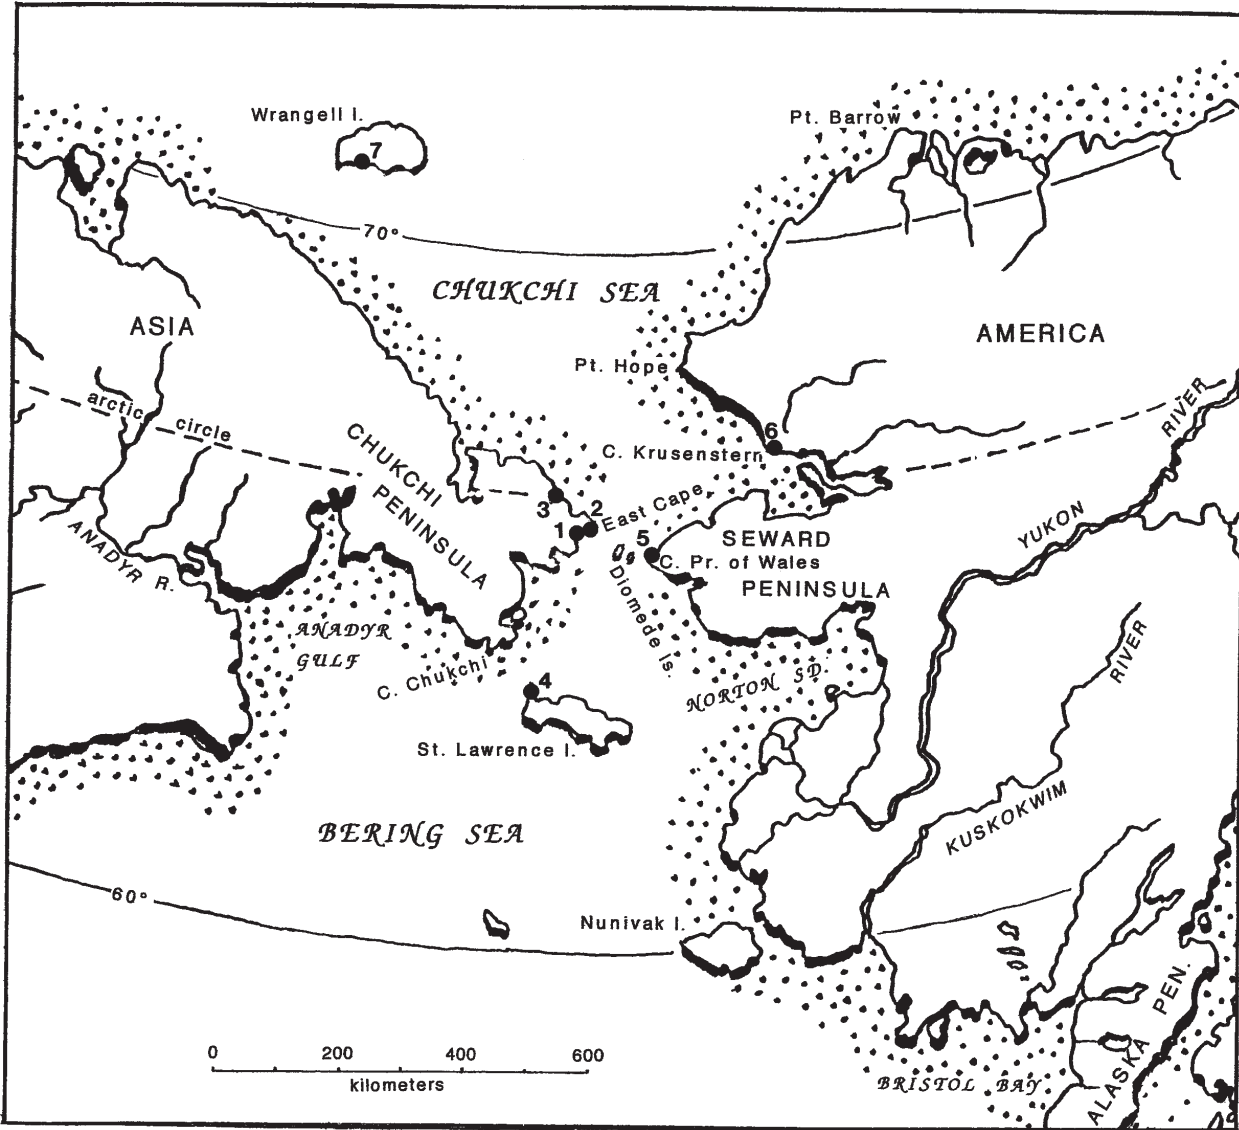 Wrangell I.
7
Pt. Barrow
70°
CHUKCHI SEA
ASIA
AMERICA
Pt. Hope
arctic circle
RIVER
6
C. Krusenstern
CHUKCHI
PENINSULA
3
2
1
East Cape
5
SEWARD
C. Pr. of Wales
PENINSULA
YUKON
ANADYR R.
Diomede Is.
ANADYR
GULF
C. Chukchi
RIVER
NORTON SD.
4
St. Lawrence I.
BERING SEA
KUSKOKWIM
60°
Nunivak I.
ALASKA PEN.
0 200 400 600
kilometers
BRISTOL BAY